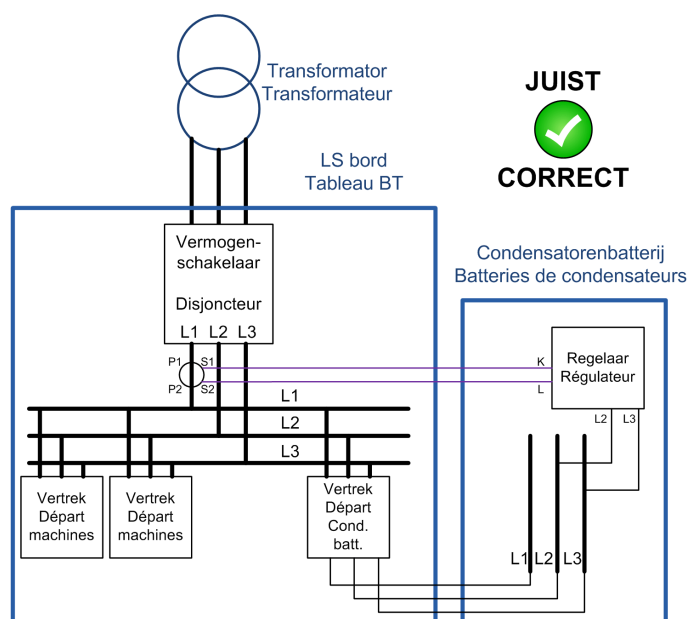 Transformator
Transformateur
JUIST
CORRECT
LS bord
Tableau BT
Vermogen-
schakelaar
Disjoncteur
L1 L2 L3
Condensatorenbatterij
Batteries de condensateurs
P1 S1
P2 S2
K
L
Regelaar
Régulateur
L2 L3
L1
L2
L3
Vertrek
Départ
machines
Vertrek
Départ
machines
Vertrek
Départ
Cond.
batt.
L1 L2 L3